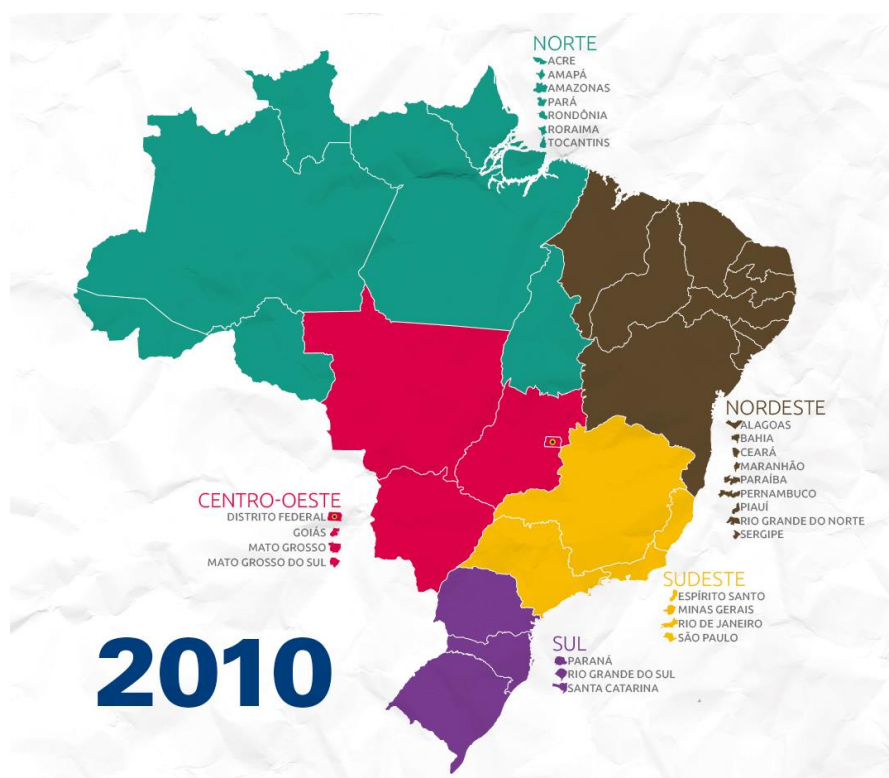 NORTE
ACRE
AMAPÁ
AMAZONAS
PARÁ
RONDÔNIA
RORAIMA
TOCANTINS
NORDESTE
ALAGOAS
BAHIA
CEARÁ
MARANHÃO
PARAÍBA
PERNAMBUCO
PIAUÍ
RIO GRANDE DO NORTE
SERGIPE
CENTRO-OESTE
DISTRITO FEDERAL
GOIÁS
MATO GROSSO
MATO GROSSO DO SUL
SUDESTE
ESPÍRITO SANTO
MINAS GERAIS
RIO DE JANEIRO
SÃO PAULO
SUL
PARANÁ
RIO GRANDE DO SUL
SANTA CATARINA
2010